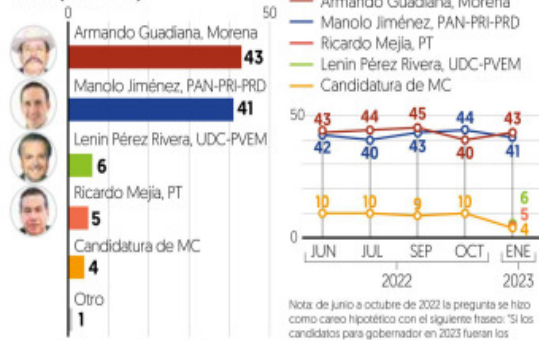 0
50
Armando Guadiana, Morena
43
Manolo Jiménez, PAN-PRI-PRD
41
Lenin Pérez Rivera, UDC-PVEM
6
Ricardo Mejía, PT
5
Candidatura de MC
4
Otro
1
Armando Guadiana, Morena
Manolo Jiménez, PAN-PRI-PRD
Ricardo Mejía, PT
Lenin Pérez Rivera, UDC-PVEM
Candidatura de MC
50
43 44 45 44 43
42 40 43 40 41
10 10 9 10 6
5
4
0
JUN JUL SEP OCT ENE
2022 2023
Nota: de junio a octubre de 2022 la pregunta se hizo
como careo hipotético con el siguiente fraseo: "Si los
candidatos para gobernador en 2023 fueran los